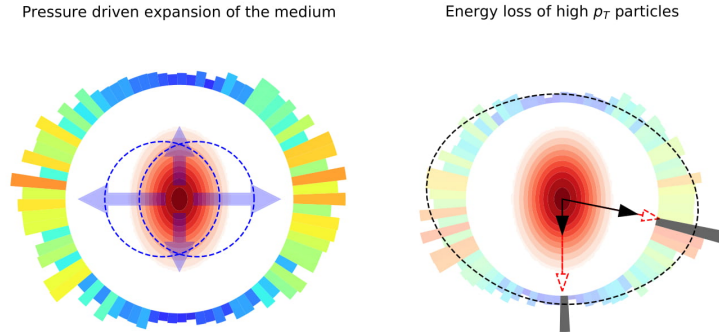 Pressure driven expansion of the medium
Energy loss of high p_T particles